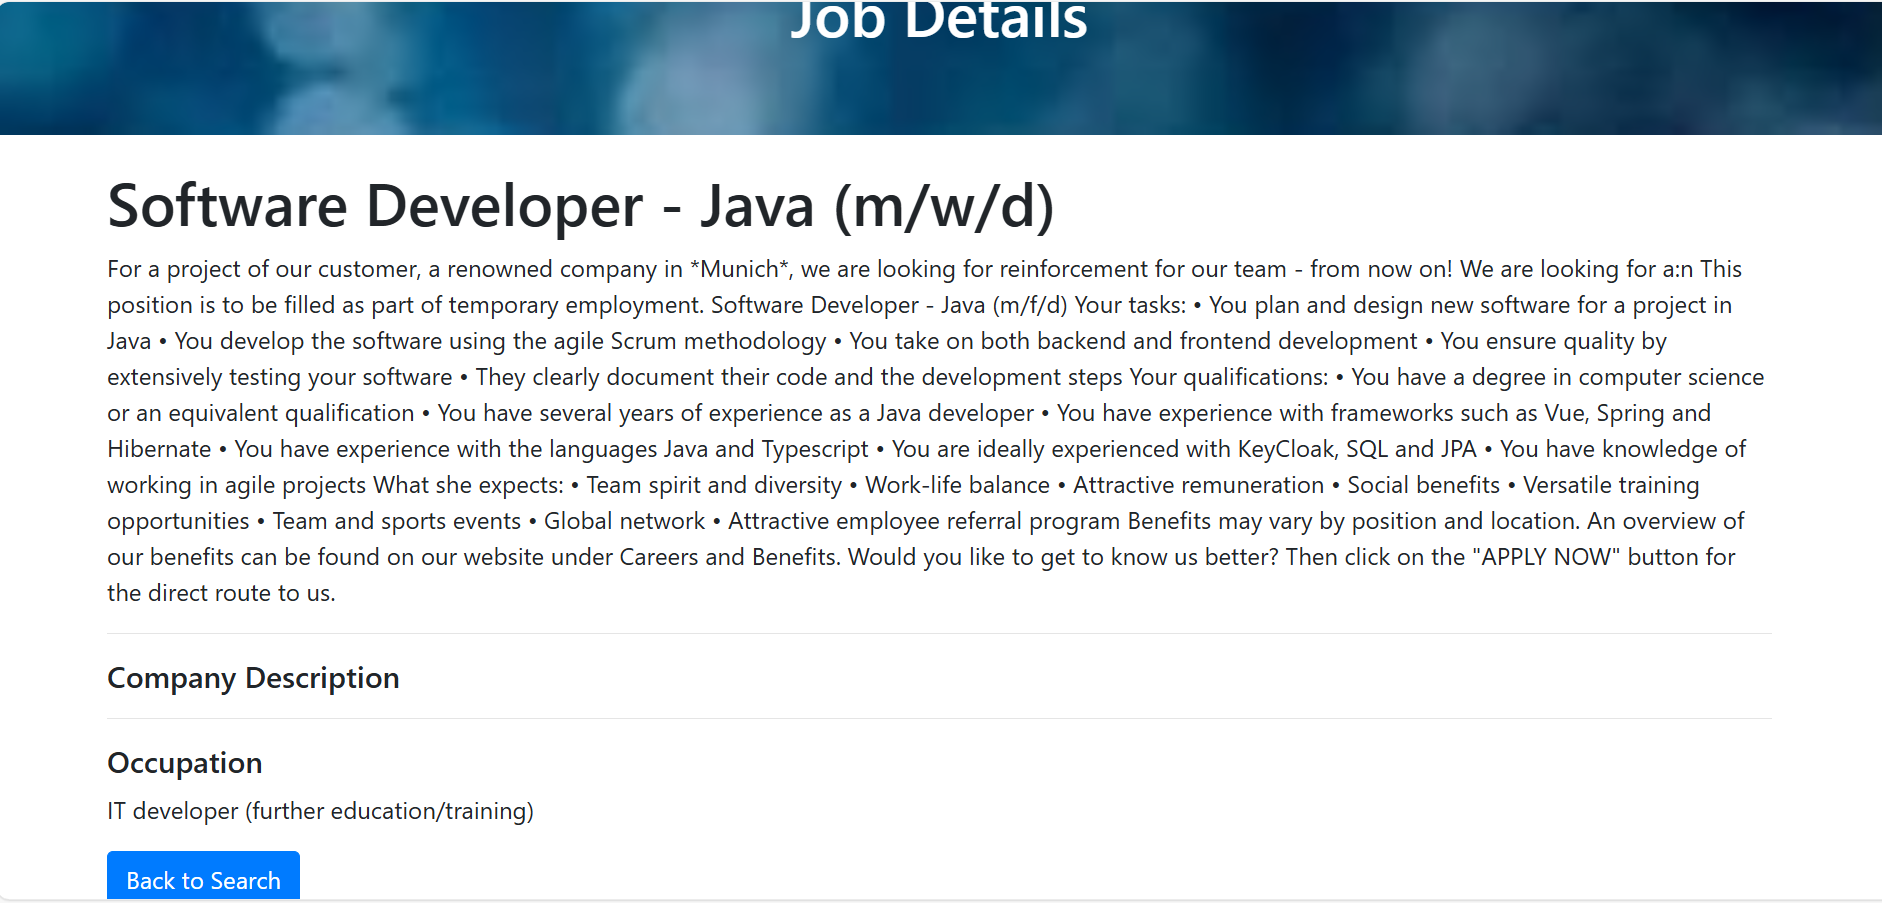 Job Details
Software Developer - Java (m/w/d)
For a project of our customer, a renowned company in *Munich*, we are looking for reinforcement for our team - from now on! We are looking for a:n This
position is to be filled as part of temporary employment. Software Developer - Java (m/f/d) Your tasks: • You plan and design new software for a project in
Java • You develop the software using the agile Scrum methodology • You take on both backend and frontend development • You ensure quality by
extensively testing your software • They clearly document their code and the development steps Your qualifications: • You have a degree in computer science
or an equivalent qualification • You have several years of experience as a Java developer • You have experience with frameworks such as Vue, Spring and
Hibernate • You have experience with the languages Java and Typescript • You are ideally experienced with KeyCloak, SQL and JPA • You have knowledge of
working in agile projects What she expects: • Team spirit and diversity • Work-life balance • Attractive remuneration • Social benefits • Versatile training
opportunities • Team and sports events • Global network • Attractive employee referral program Benefits may vary by position and location. An overview of
our benefits can be found on our website under Careers and Benefits. Would you like to get to know us better? Then click on the "APPLY NOW" button for
the direct route to us.
Company Description
Occupation
IT developer (further education/training)
Back to Search